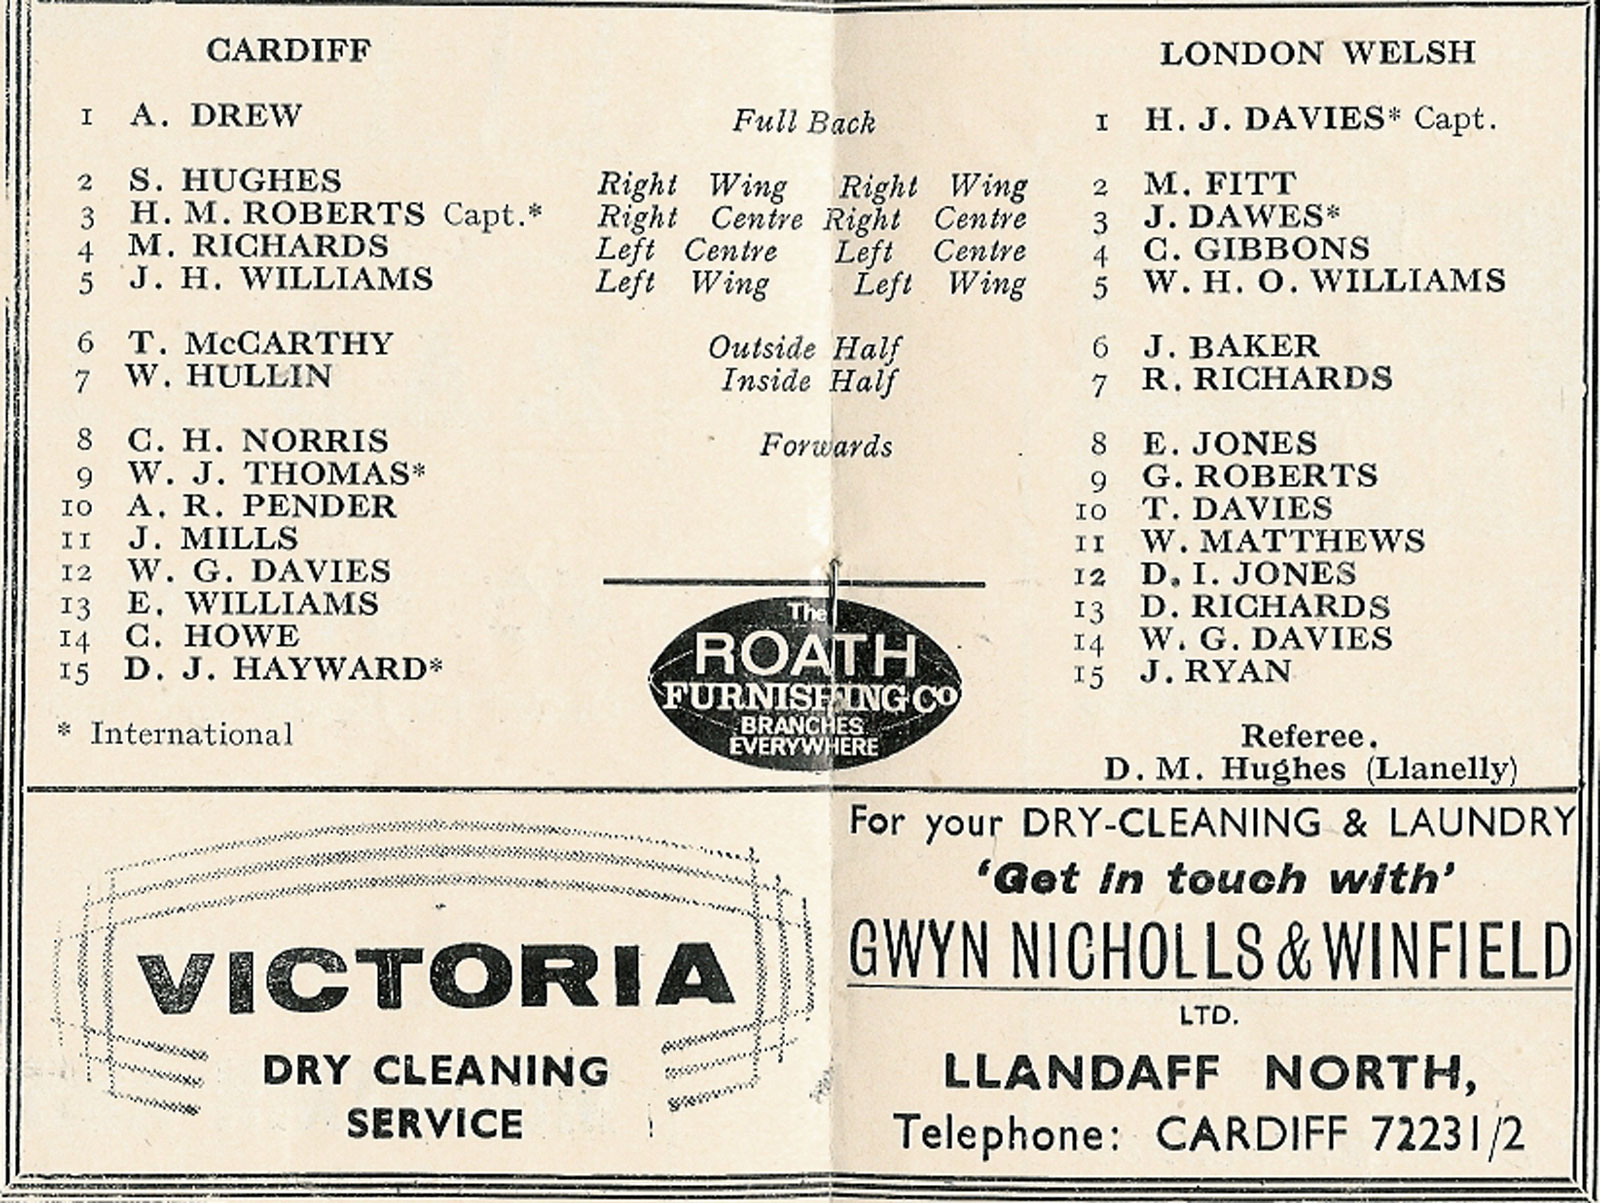 CARDIFF LONDON WELSH
1 A. DREW Full Back 1 H. J. DAVIES* Capt.
2 S. HUGHES Right Wing Right Wing 2 M. FITT
3 H. M. ROBERTS Capt.* Right Centre Right Centre 3 J. DAWES*
4 M. RICHARDS Left Centre Left Centre 4 C. GIBBONS
5 J. H. WILLIAMS Left Wing Left Wing 5 W. H. O. WILLIAMS
6 T. McCARTHY Outside Half 6 J. BAKER
7 W. HULLIN Inside Half 7 R. RICHARDS
8 C. H. NORRIS Forwards 8 E. JONES
9 W. J. THOMAS* 9 G. ROBERTS
10 A. R. PENDER 10 T. DAVIES
11 J. MILLS 11 W. MATTHEWS
12 W. G. DAVIES 12 D. I. JONES
13 E. WILLIAMS 13 D. RICHARDS
14 C. HOWE 14 W. G. DAVIES
15 D. J. HAYWARD* 15 J. RYAN
* International
The
ROATH
FURNISHING CO
BRANCHES
EVERYWHERE
Referee.
D. M. Hughes (Llanelly)
VICTORIA
DRY CLEANING
SERVICE
For your DRY-CLEANING & LAUNDRY
'Get in touch with'
GWYN NICHOLLS & WINFIELD
LTD.
LLANDAFF NORTH,
Telephone: CARDIFF 72231/2